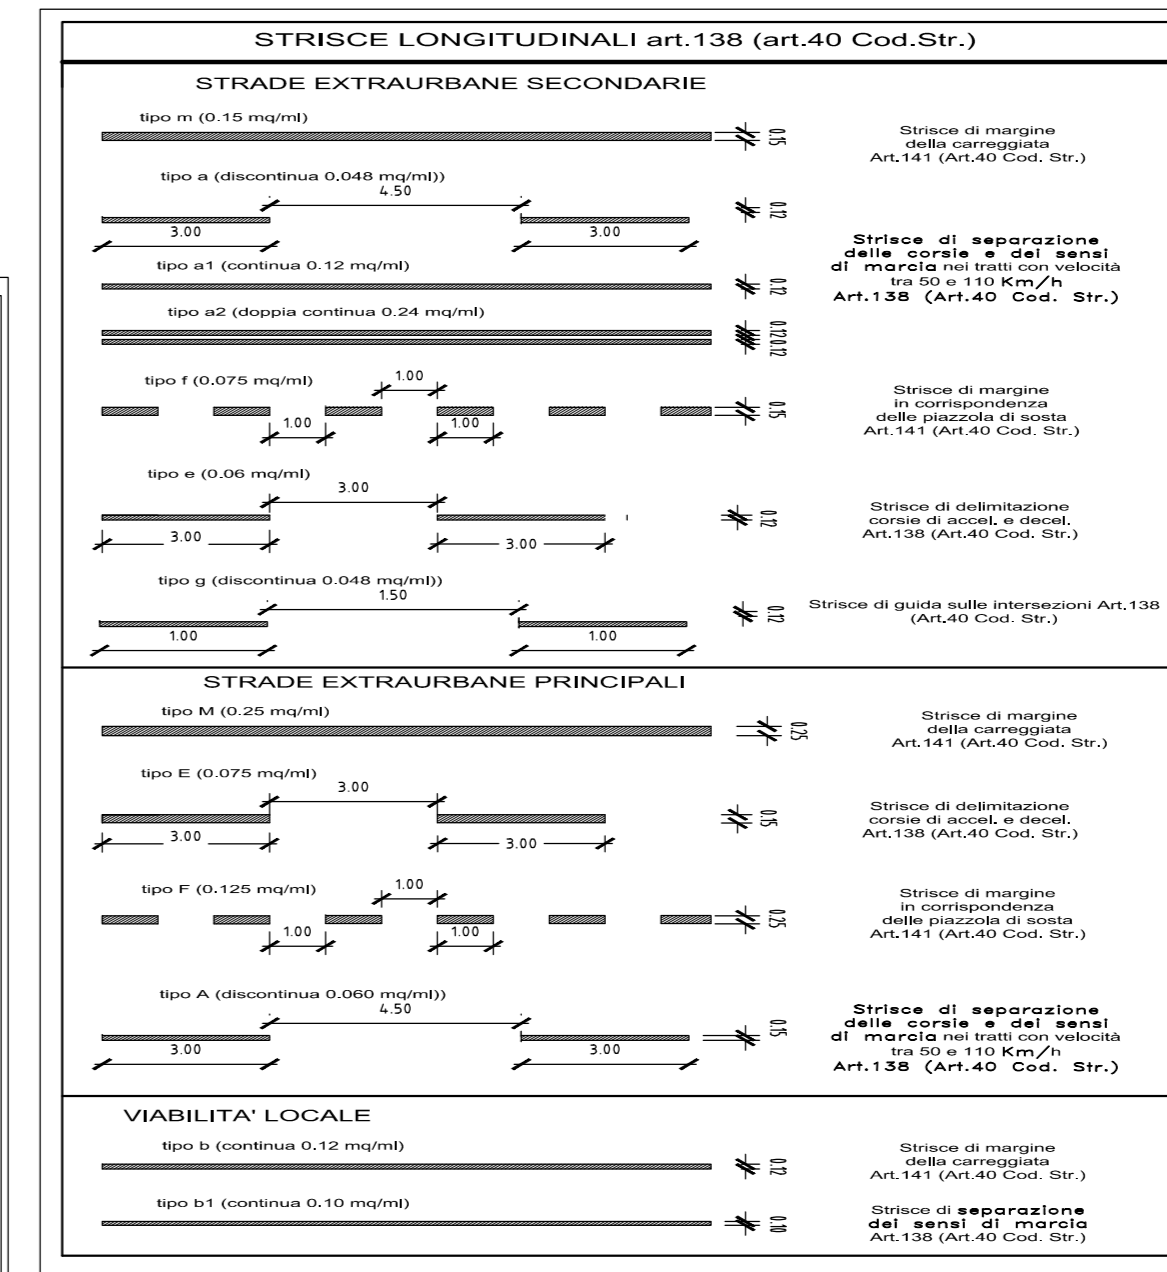 STRISCE LONGITUDINALI art.138 (art.40 Cod.Str.)
STRADE EXTRAURBANE SECONDARIE
tipo m (0.15 mq/ml)
0.15
Strisce di margine
della carreggiata
Art.141 (Art.40 Cod. Str.)
tipo a (discontinua 0.048 mq/ml))
4.50
3.00
3.00
0.12
Strisce di separazione
delle corsie e dei sensi
di marcia nei tratti con velocità
tra 50 e 110 Km/h
Art.138 (Art.40 Cod. Str.)
tipo a1 (continua 0.12 mq/ml)
0.12
tipo a2 (doppia continua 0.24 mq/ml)
0.12
0.12
tipo f (0.075 mq/ml)
1.00
1.00
1.00
0.15
Strisce di margine
in corrispondenza
delle piazzola di sosta
Art.141 (Art.40 Cod. Str.)
tipo e (0.06 mq/ml)
3.00
3.00
3.00
0.12
Strisce di delimitazione
corsie di accel. e decel.
Art.138 (Art.40 Cod. Str.)
tipo g (discontinua 0.048 mq/ml))
1.50
1.00
1.00
0.12
Strisce di guida sulle intersezioni Art.138
(Art.40 Cod. Str.)
STRADE EXTRAURBANE PRINCIPALI
tipo M (0.25 mq/ml)
0.25
Strisce di margine
della carreggiata
Art.141 (Art.40 Cod. Str.)
tipo E (0.075 mq/ml)
3.00
3.00
3.00
0.15
Strisce di delimitazione
corsie di accel. e decel.
Art.138 (Art.40 Cod. Str.)
tipo F (0.125 mq/ml)
1.00
1.00
1.00
0.25
Strisce di margine
in corrispondenza
delle piazzola di sosta
Art.141 (Art.40 Cod. Str.)
tipo A (discontinua 0.060 mq/ml))
4.50
3.00
3.00
0.15
Strisce di separazione
delle corsie e dei sensi
di marcia nei tratti con velocità
tra 50 e 110 Km/h
Art.138 (Art.40 Cod. Str.)
VIABILITA' LOCALE
tipo b (continua 0.12 mq/ml)
0.12
Strisce di margine
della carreggiata
Art.141 (Art.40 Cod. Str.)
tipo b1 (continua 0.10 mq/ml)
0.10
Strisce di separazione
dei sensi di marcia
Art.138 (Art.40 Cod. Str.)